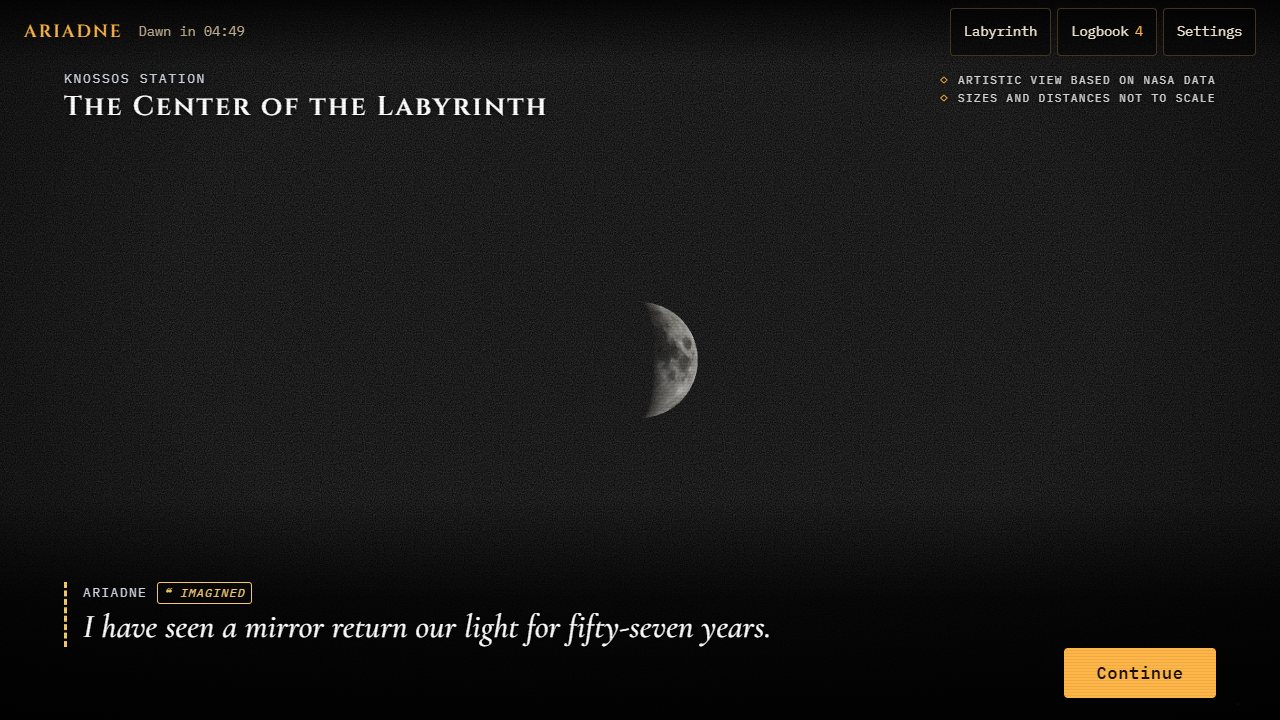 ARIADNE
Dawn in 04:49
Labyrinth
Logbook 4
Settings
KNOSSOS STATION
The Center of the Labyrinth
ARTISTIC VIEW BASED ON NASA DATA
SIZES AND DISTANCES NOT TO SCALE
ARIADNE
❝ IMAGINED
I have seen a mirror return our light for fifty-seven years.
Continue